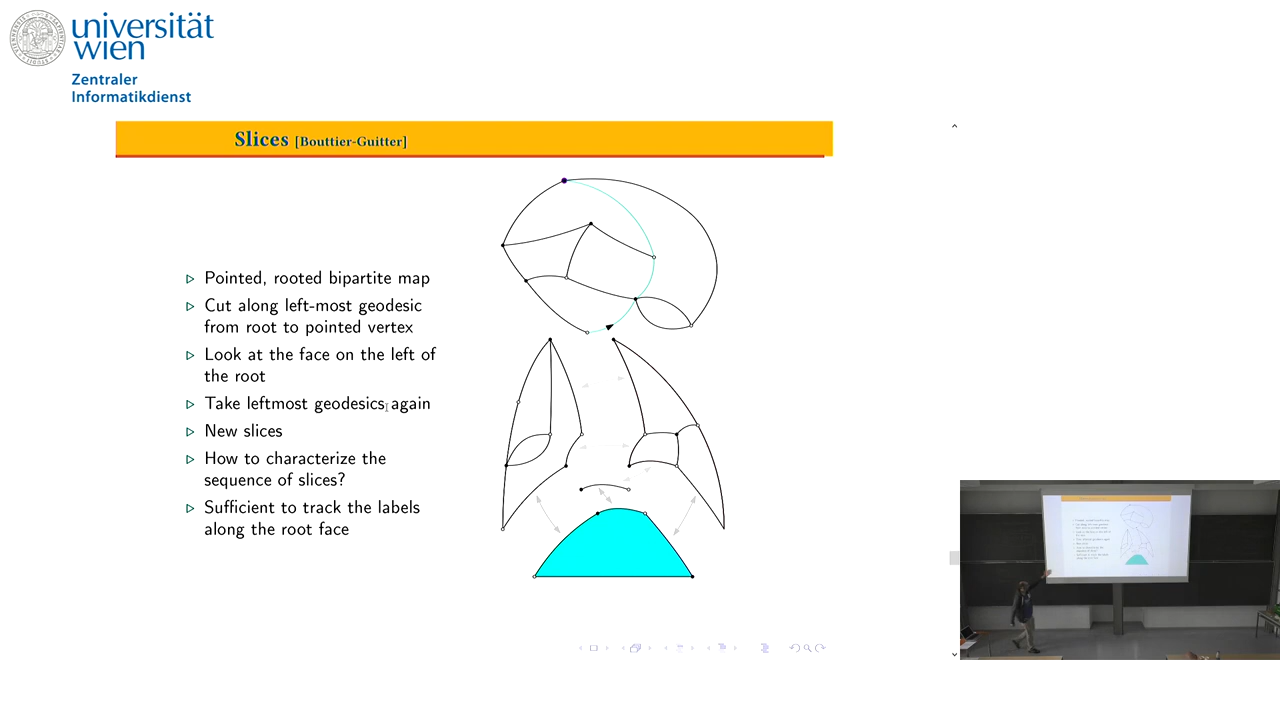 universität
wien
Zentraler
Informatikdienst
Slices [Bouttier-Guitter]
Pointed, rooted bipartite map
Cut along left-most geodesic
from root to pointed vertex
Look at the face on the left of
the root
Take leftmost geodesics again
New slices
How to characterize the
sequence of slices?
Sufficient to track the labels
along the root face